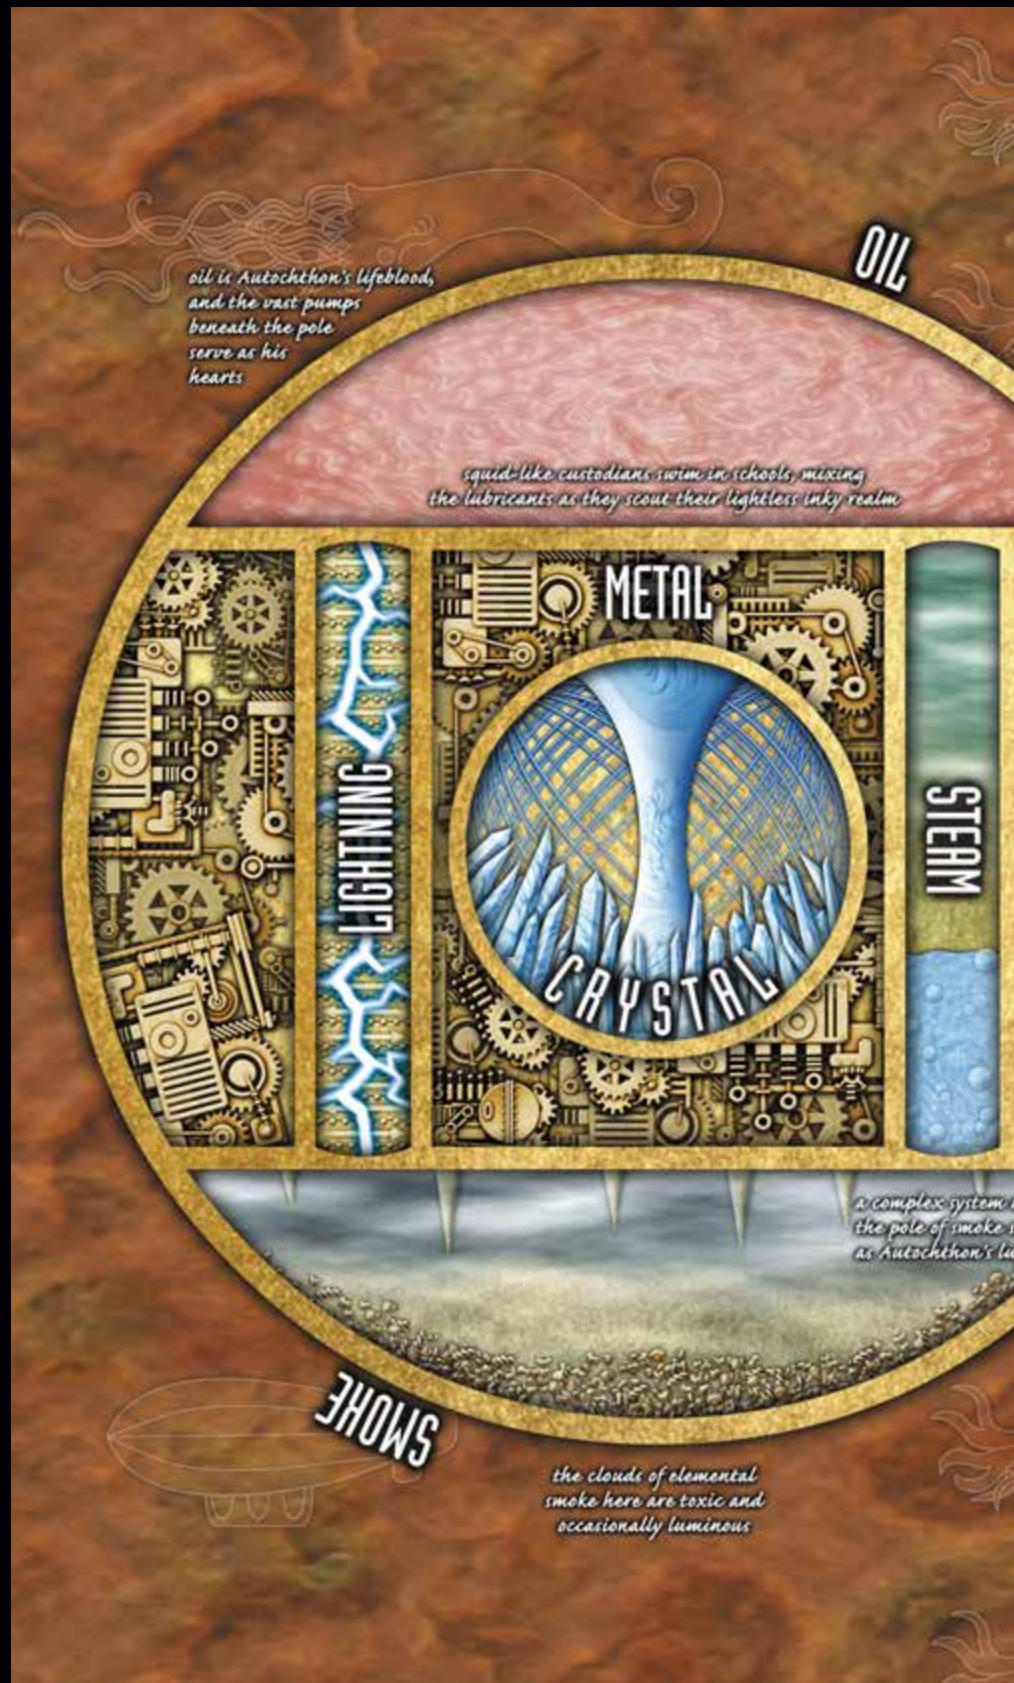 OIL
oil is Autochthon's lifeblood,
and the vast pumps
beneath the pole
serve as his
hearts
squid-like custodians swim in schools, mixing
the lubricants as they scout their lightless inky realm
METAL
LIGHTNING
STEAM
CRYSTAL
a complex system
the pole of smoke
as Autochthon's
SMOKE
the clouds of elemental
smoke here are toxic and
occasionally luminous